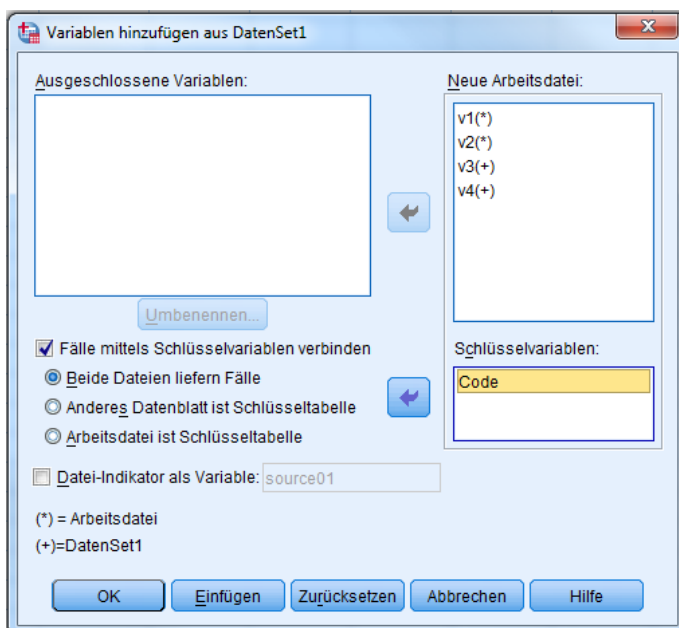 Variablen hinzufügen aus DatenSet1
Ausgeschlossene Variablen:
Umbenennen...
Neue Arbeitsdatei:
v1(*)
v2(*)
v3(+)
v4(+)
Fälle mittels Schlüsselvariablen verbinden
Beide Dateien liefern Fälle
Anderes Datenblatt ist Schlüsseltabelle
Arbeitsdatei ist Schlüsseltabelle
Schlüsselvariablen:
Code
Datei-Indikator als Variable: source01
(*) = Arbeitsdatei
(+)=DatenSet1
OK Einfügen Zurücksetzen Abbrechen Hilfe